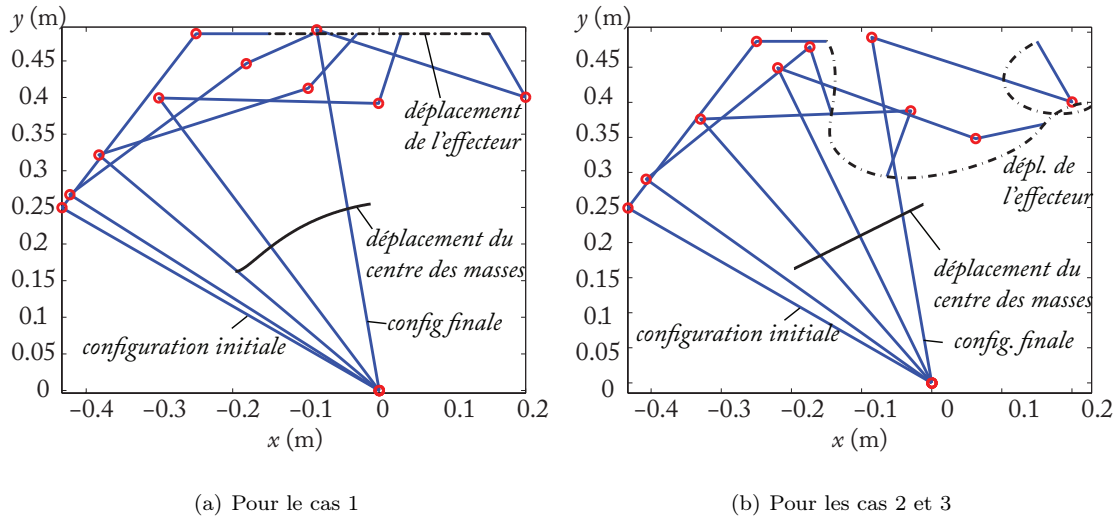 y (m)
0.45
0.4
0.35
0.3
0.25
0.2
0.15
0.1
0.05
0
−0.4
−0.3
−0.2
−0.1
0
0.1
0.2
x (m)
déplacement
de l'effecteur
déplacement du
centre des masses
config finale
configuration initiale
(a) Pour le cas 1
y (m)
0.45
0.4
0.35
0.3
0.25
0.2
0.15
0.1
0.05
0
−0.4
−0.3
−0.2
−0.1
0
0.1
0.2
x (m)
dépl. de
l'effecteur
déplacement du
centre des masses
configuration initiale
config. finale
(b) Pour les cas 2 et 3